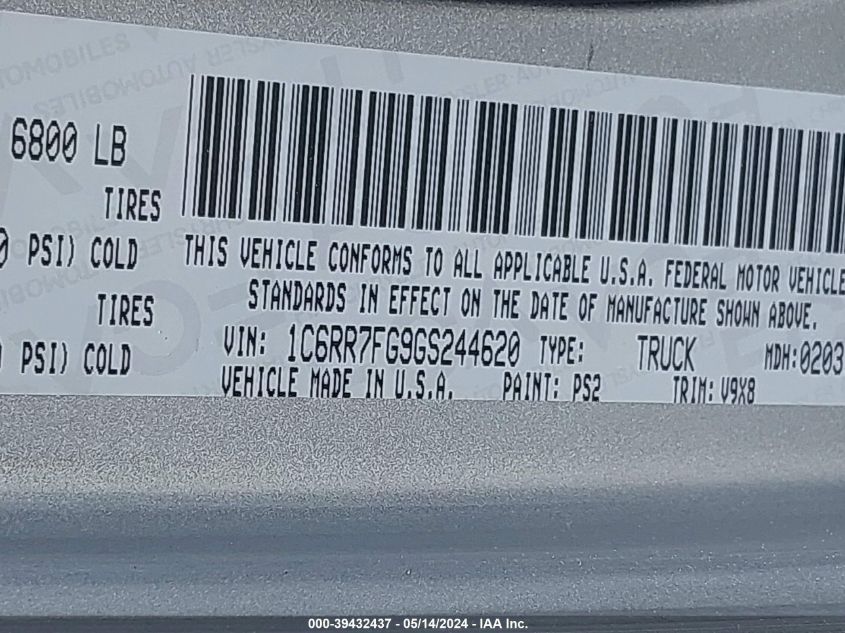 6800 LB
TIRES
PSI) COLD
TIRES
PSI) COLD
THIS VEHICLE CONFORMS TO ALL APPLICABLE U.S.A. FEDERAL MOTOR VEHICLE
STANDARDS IN EFFECT ON THE DATE OF MANUFACTURE SHOWN ABOVE.
VIN: 1C6RR7FG9GS244620 TYPE: TRUCK MDH:0203
VEHICLE MADE IN U.S.A. PAINT: PS2 TRIM: V9X8
000-39432437 - 05/14/2024 - IAA Inc.